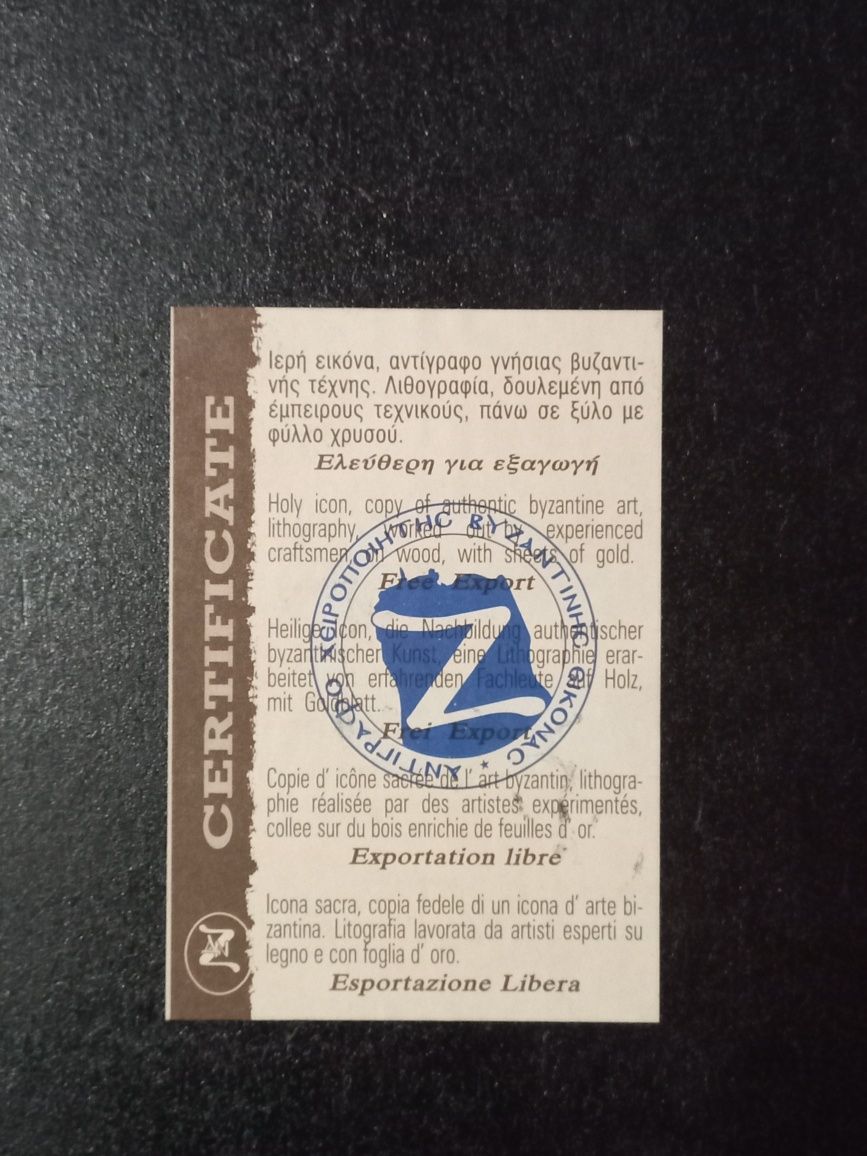 CERTIFICATE
Ιερή εικόνα, αντίγραφο γνήσιας βυζαντι-
νής τέχνης. Λιθογραφία, δουλεμένη από
έμπειρους τεχνικούς, πάνω σε ξύλο με
φύλλο χρυσού.
Ελεύθερη για εξαγωγή
Holy icon, copy of authentic byzantine art,
lithography, worked out by experienced
craftsmen on wood, with sheets of gold.
Free Export
Heilige Icon, die Nachbildung authentischer
byzantinischer Kunst, eine Lithographie erar-
beitet von erfahrenden Fachleute auf Holz,
mit Goldblatt.
Frei Export
Copie d' icône sacrée de l' art byzantin, lithogra-
phie réalisée par des artistes expérimentés,
collee sur du bois enrichie de feuilles d' or.
Exportation libre
Icona sacra, copia fedele di un icona d' arte bi-
zantina. Litografia lavorata da artisti esperti su
legno e con foglia d' oro.
Esportazione Libera
ΑΝΤΙΓΡΑΦΟ ΧΕΙΡΟΠΟΙΗΤΗC ΒΥΖΑΝΤΙΝΗC ΕΙΚΟΝΑC
Z